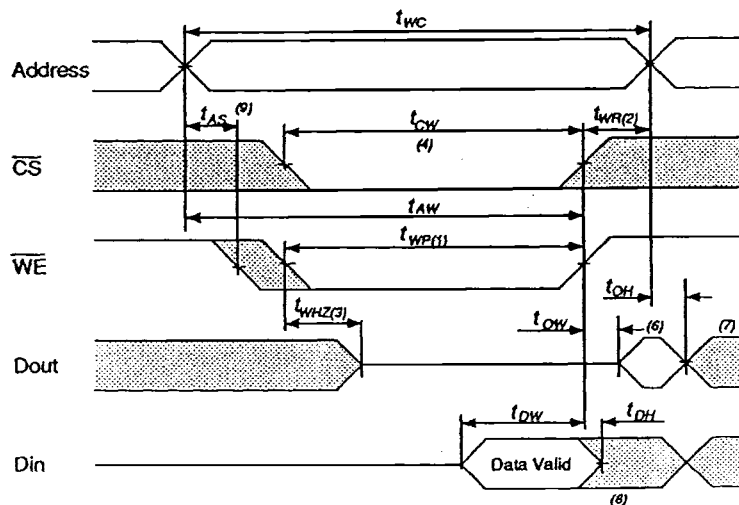 tWC
Address
tAS (9)
tCW
(4)
tWR(2)
CS
tAW
tWP(1)
WE
tOH
tWHZ(3)
tOW
(6)
(7)
Dout
tDW
tDH
Din
Data Valid
(8)